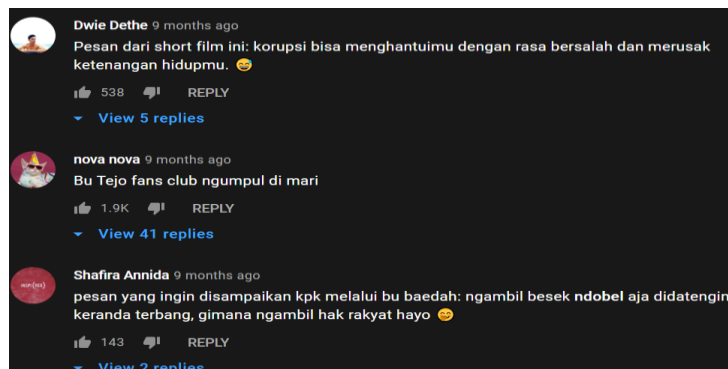 Dwie Dethe 9 months ago
Pesan dari short film ini: korupsi bisa menghantuimu dengan rasa bersalah dan merusak
ketenangan hidupmu. 😅
538 REPLY
View 5 replies
nova nova 9 months ago
Bu Tejo fans club ngumpul di mari
1.9K REPLY
View 41 replies
Shafira Annida 9 months ago
pesan yang ingin disampaikan kpk melalui bu baedah: ngambil besek ndobel aja didatengin
keranda terbang, gimana ngambil hak rakyat hayo 😄
143 REPLY
View 2 replies